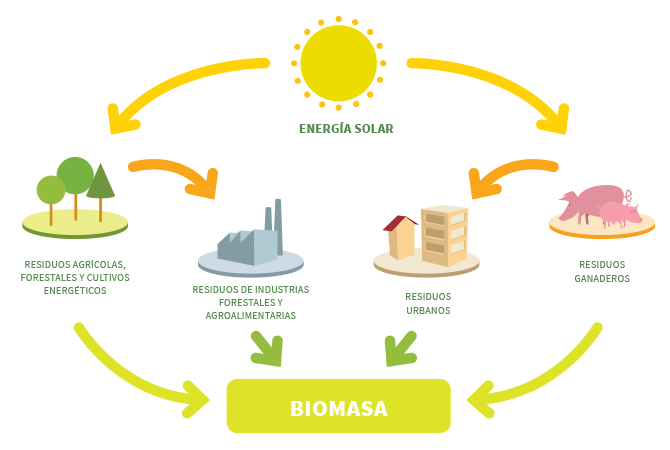 ENERGÍA SOLAR
RESIDUOS AGRÍCOLAS,
FORESTALES Y CULTIVOS
ENERGÉTICOS
RESIDUOS DE INDUSTRIAS
FORESTALES Y
AGROALIMENTARIAS
RESIDUOS
URBANOS
RESIDUOS
GANADEROS
BIOMASA